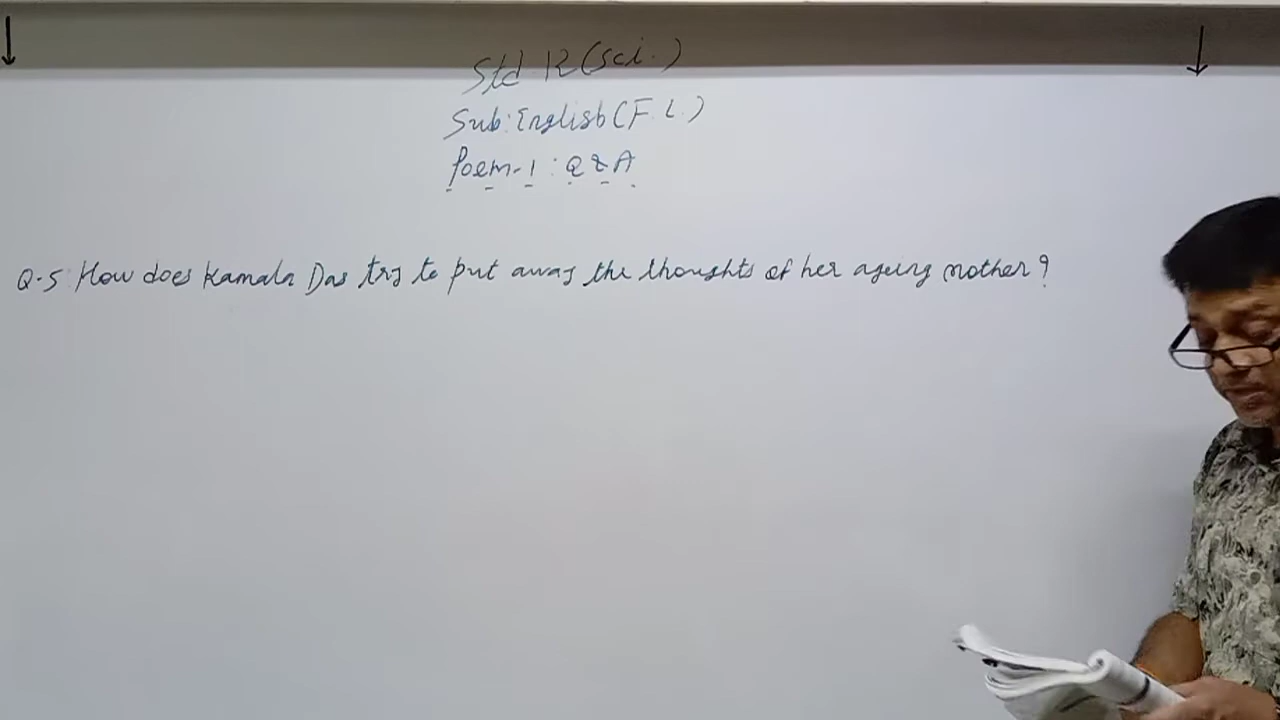 Std 12 (Sci.)
Sub: English (F.L.)
Poem-1: Q & A
Q-5 How does Kamala Das try to put away the thoughts of her ageing mother?